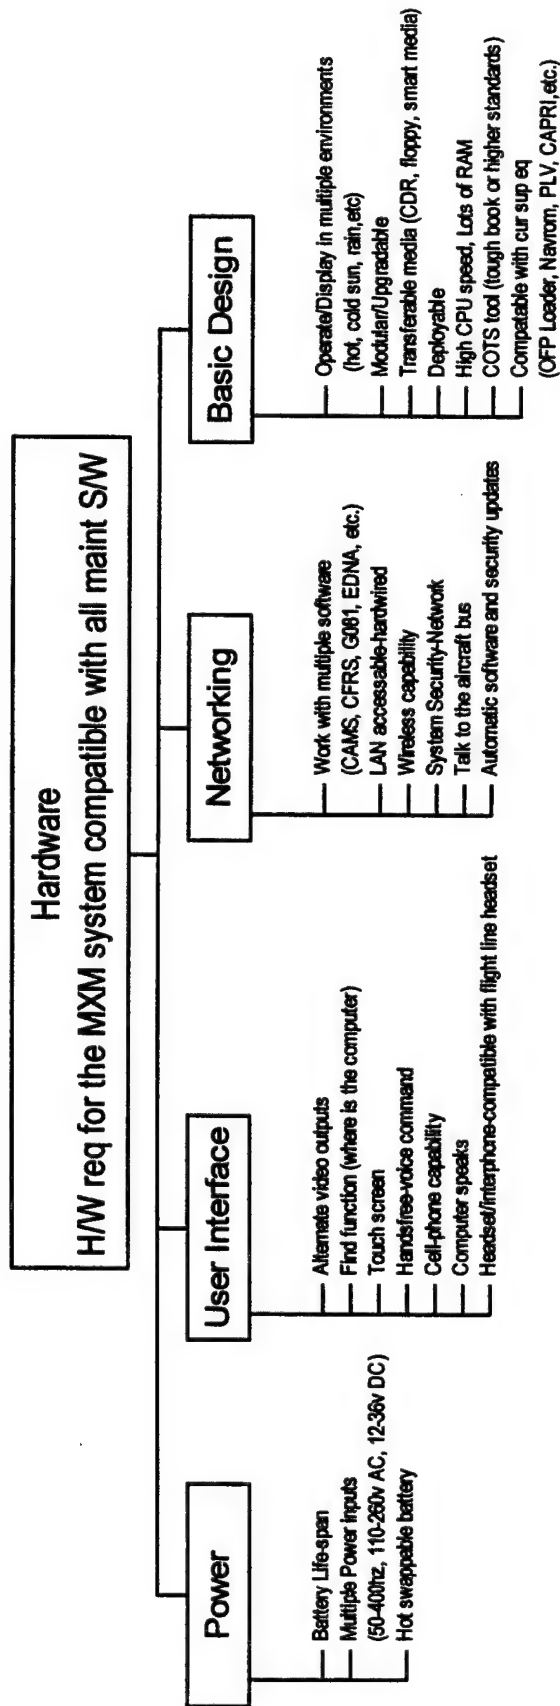 Hardware
H/W req for the MXM system compatible with all maint S/W
Power
Battery Life-span
Multiple Power inputs
(50-400hz, 110-260v AC, 12-36v DC)
Hot swappable battery
User Interface
Alternate video outputs
Find function (where is the computer)
Touch screen
Handsfree-voice command
Cell-phone capability
Computer speaks
Headset/interphone-compatible with flight line headset
Networking
Work with multiple software
(CAMS, CFRS, G081, EDNA, etc.)
LAN accessable-hardwired
Wireless capability
System Security-Network
Talk to the aircraft bus
Automatic software and security updates
Basic Design
Operate/Display in multiple environments
(hot, cold sun, rain,etc)
Modular/Upgradable
Transferable media (CDR, floppy, smart media)
Deployable
High CPU speed, Lots of RAM
COTS tool (tough book or higher standards)
Compatable with cur sup eq
(OFP Loader, Navrom, PLV, CAPRI,etc.)